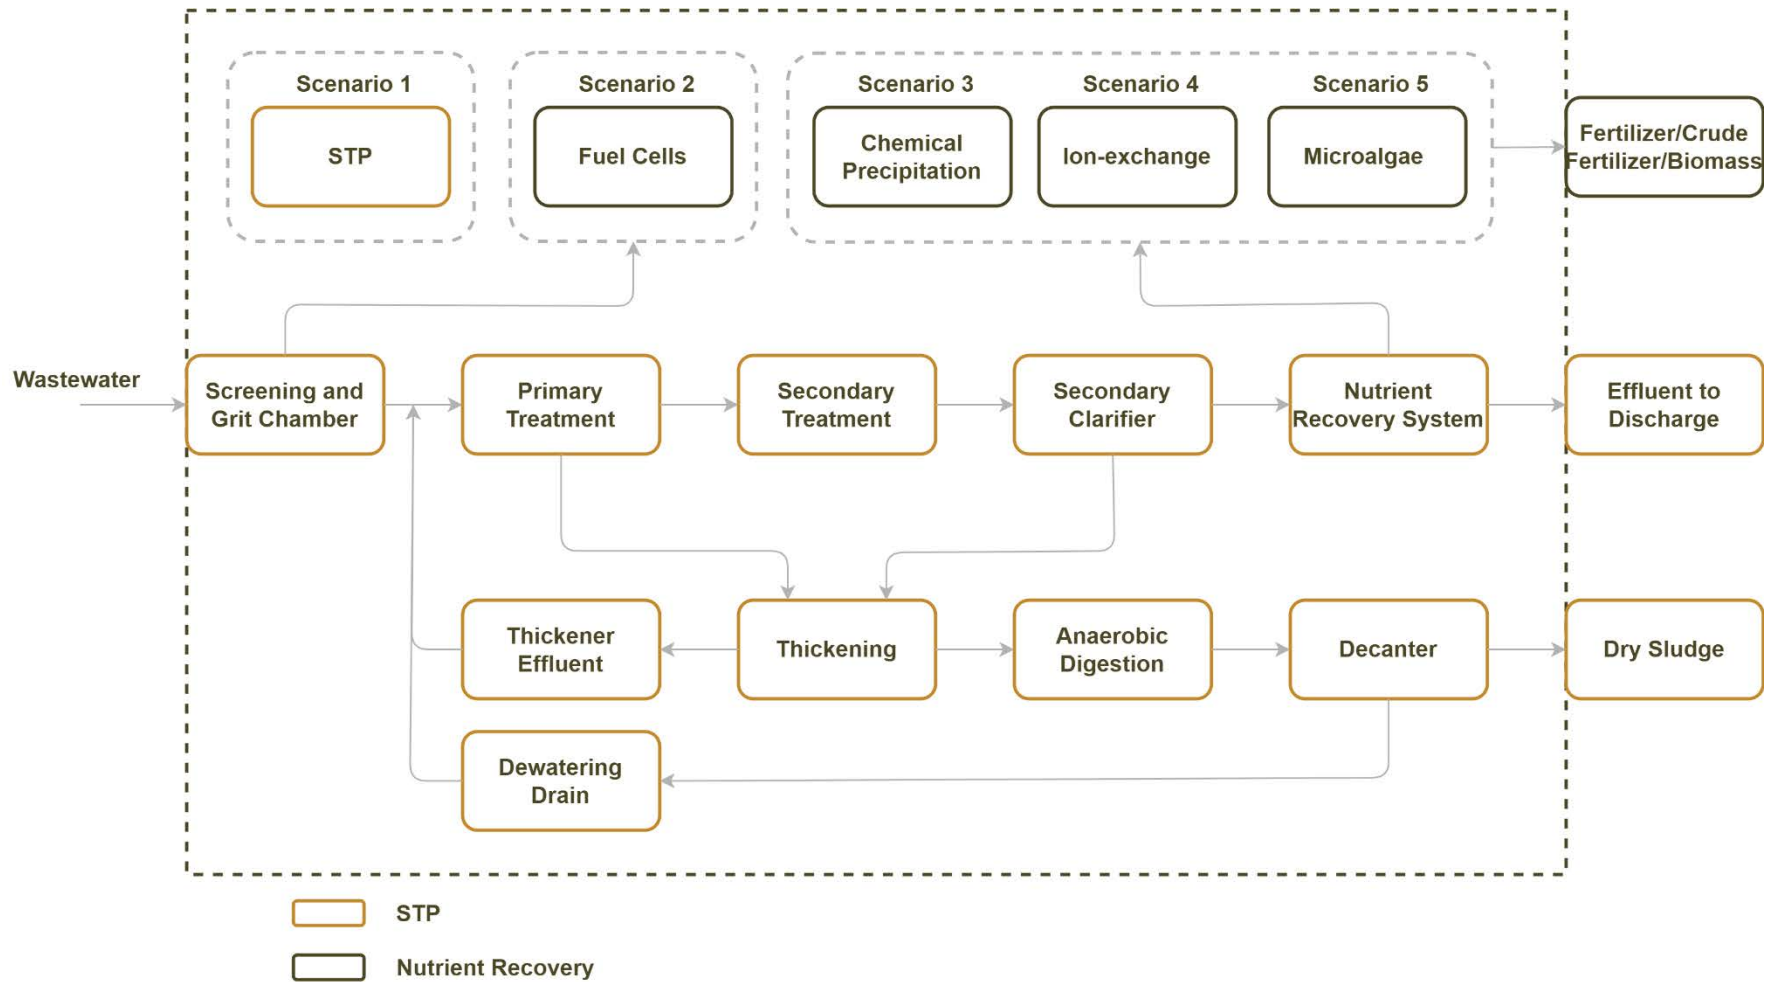 Scenario 1
Scenario 2
Scenario 3
Scenario 4
Scenario 5
STP
Fuel Cells
Chemical
Precipitation
Ion-exchange
Microalgae
Fertilizer/Crude
Fertilizer/Biomass
Wastewater
Screening and
Grit Chamber
Primary
Treatment
Secondary
Treatment
Secondary
Clarifier
Nutrient
Recovery System
Effluent to
Discharge
Thickener
Effluent
Thickening
Anaerobic
Digestion
Decanter
Dry Sludge
Dewatering
Drain
STP
Nutrient Recovery